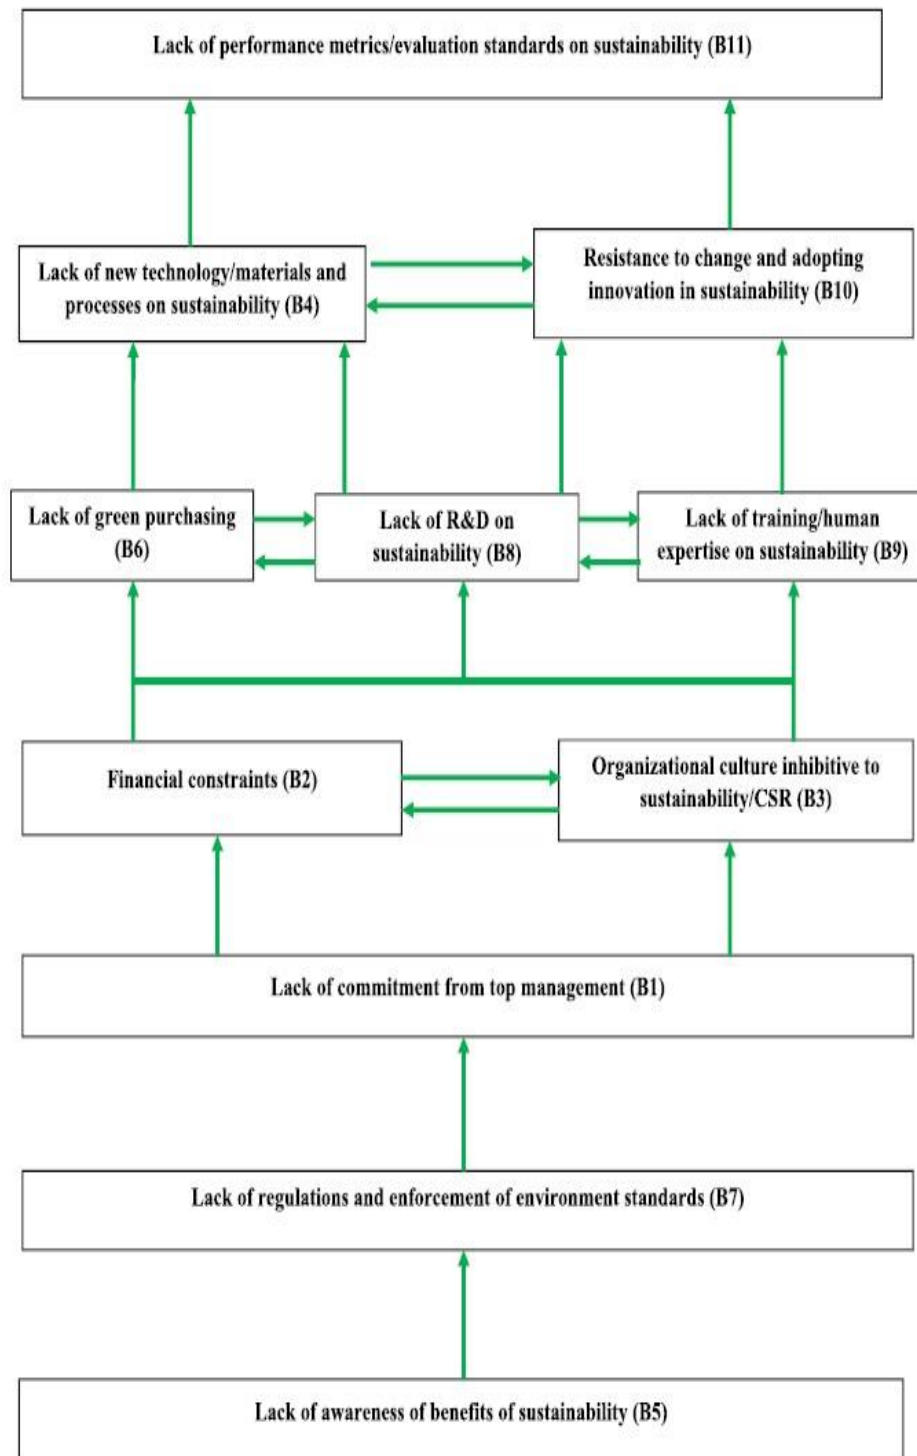 Lack of performance metrics/evaluation standards on sustainability (B11)
Lack of new technology/materials and
processes on sustainability (B4)
Resistance to change and adopting
innovation in sustainability (B10)
Lack of green purchasing
(B6)
Lack of R&D on
sustainability (B8)
Lack of training/human
expertise on sustainability (B9)
Financial constraints (B2)
Organizational culture inhibitive to
sustainability/CSR (B3)
Lack of commitment from top management (B1)
Lack of regulations and enforcement of environment standards (B7)
Lack of awareness of benefits of sustainability (B5)